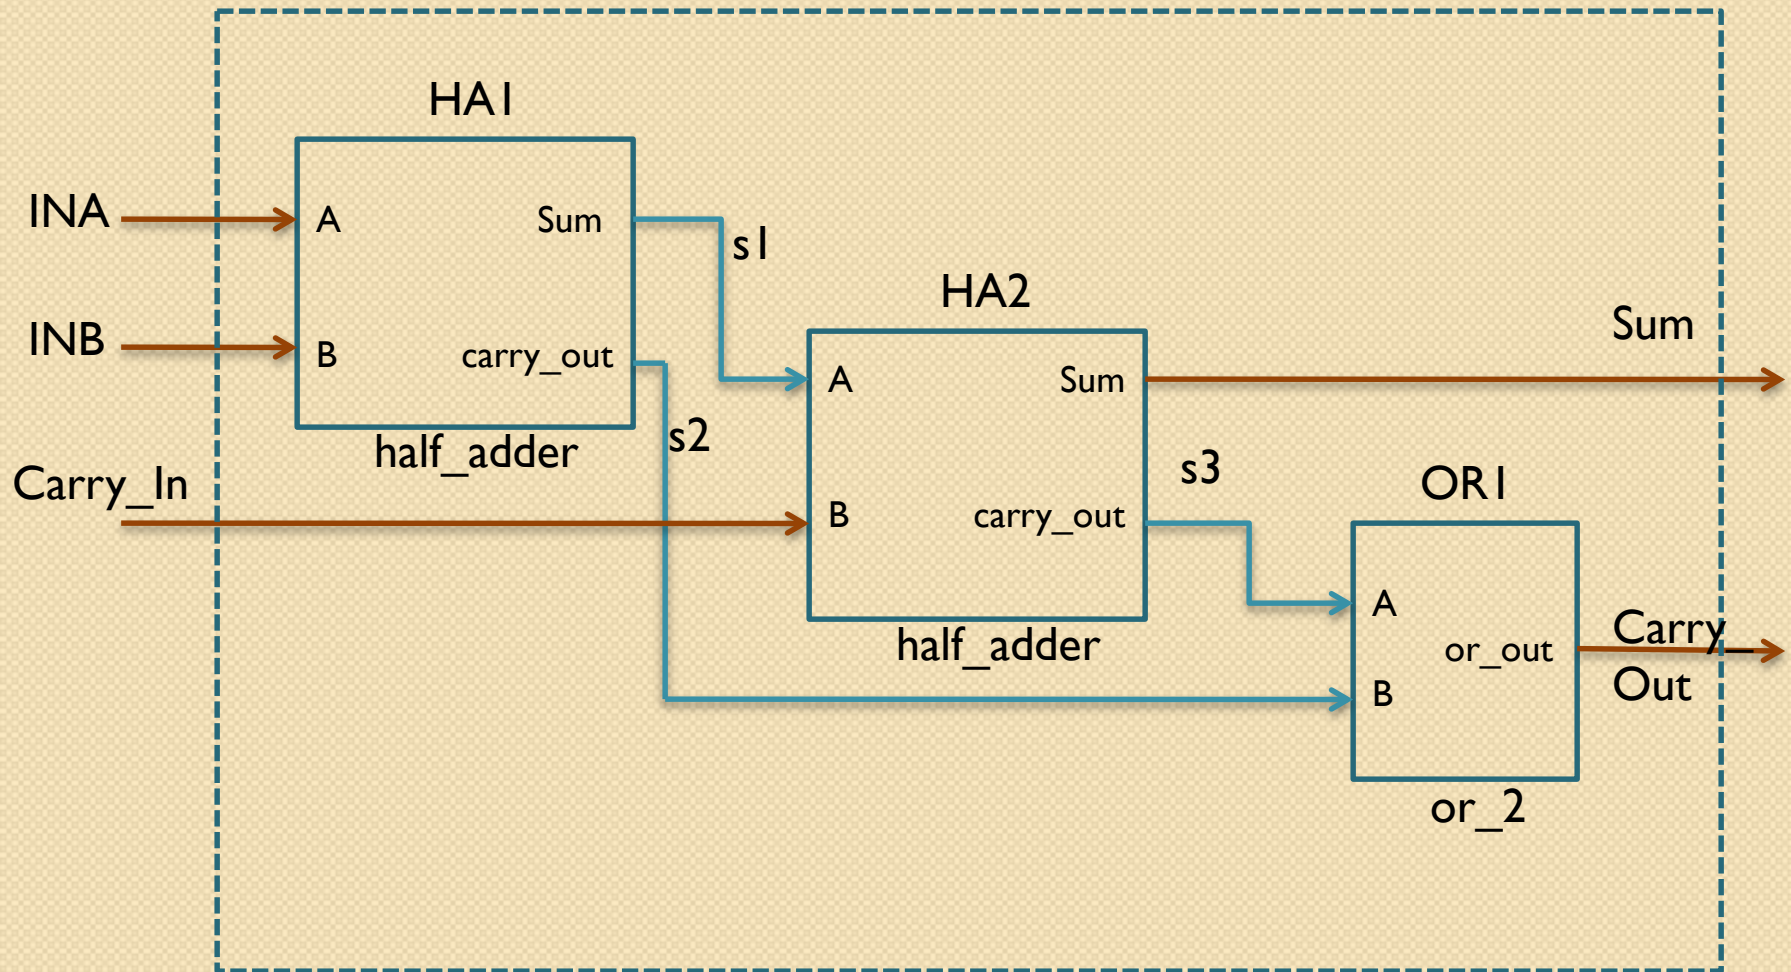 HA1
INA
A
Sum
s1
INB
B
carry_out
half_adder
s2
Carry_In
HA2
A
Sum
B
carry_out
half_adder
Sum
s3
OR1
A
or_out
B
or_2
Carry_
Out